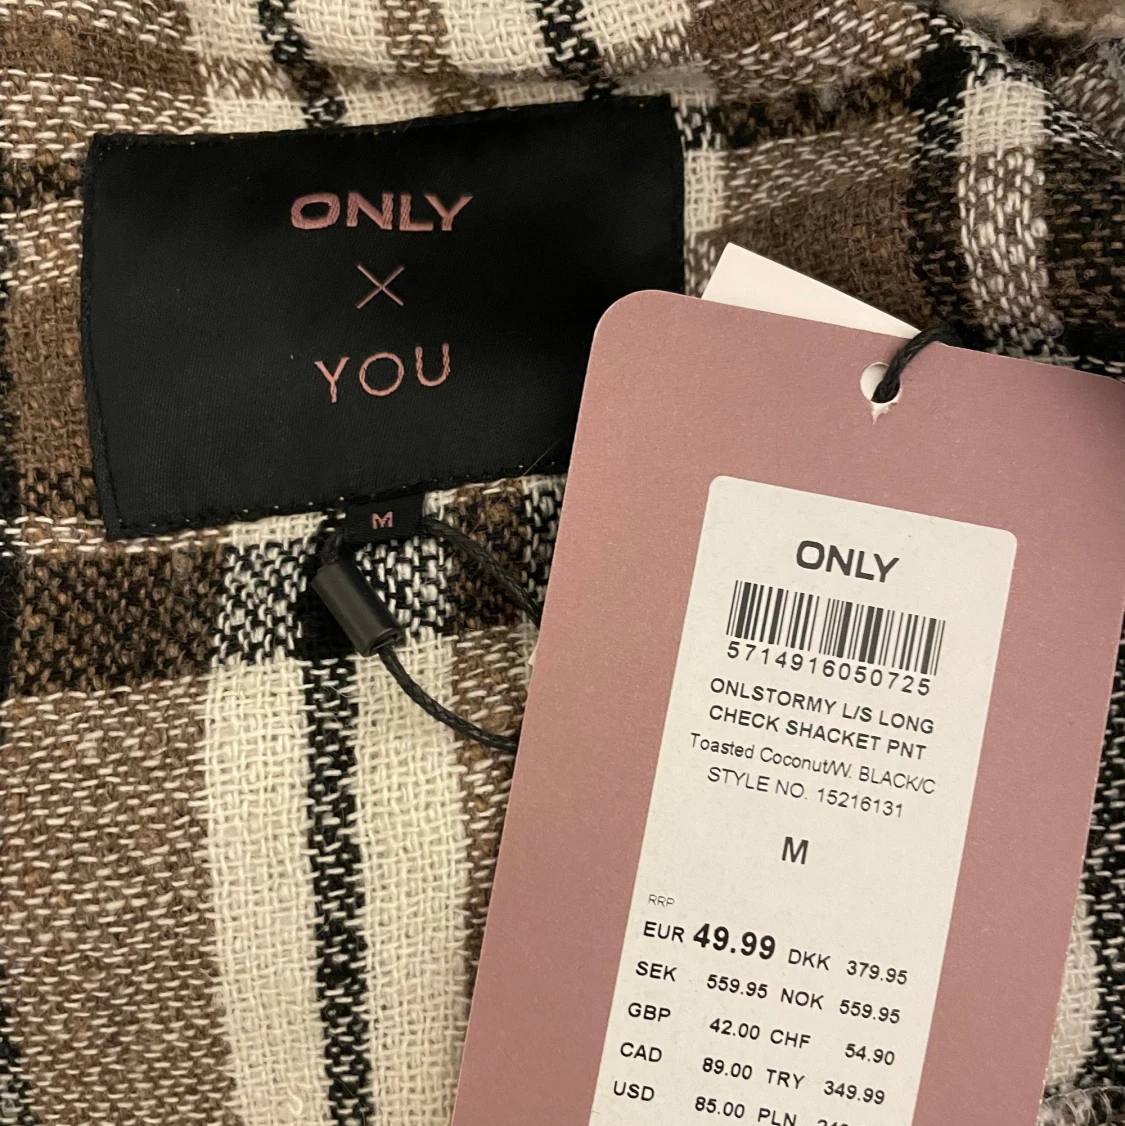 ONLY
X
YOU
M
ONLY
5714916050725
ONLSTORMY L/S LONG
CHECK SHACKET PNT
Toasted Coconut/W. BLACK/C
STYLE NO. 15216131
M
RRP
EUR 49.99 DKK 379.95
SEK 559.95 NOK 559.95
GBP 42.00 CHF 54.90
CAD 89.00 TRY 349.99
USD 85.00 PLN